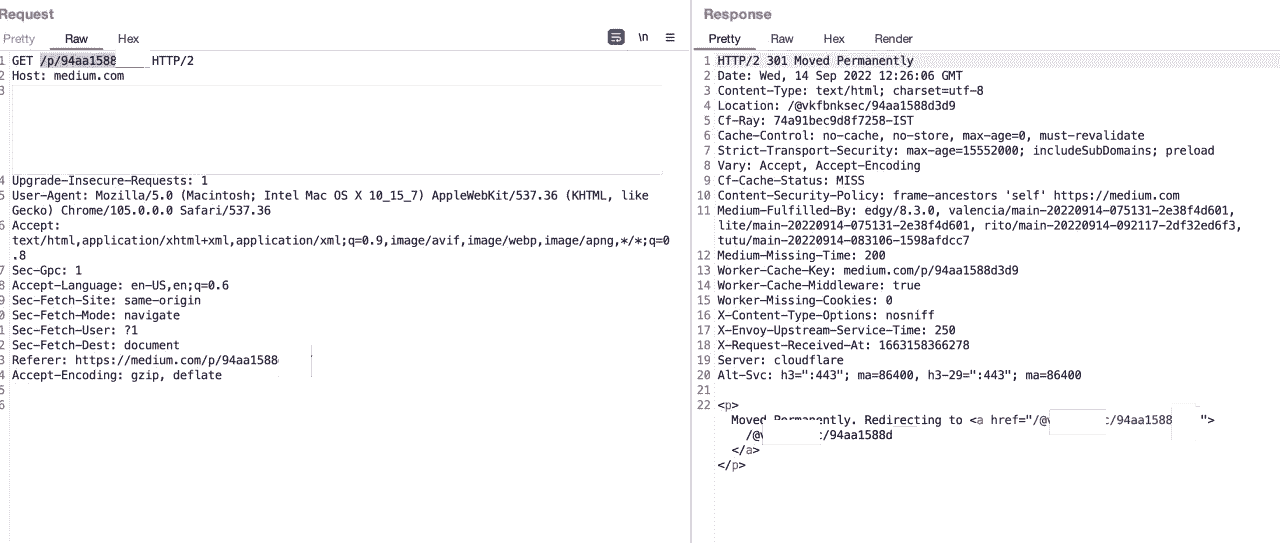 Request
Pretty Raw Hex \n
1 GET /p/94aa1588 HTTP/2
2 Host: medium.com
3
4 Upgrade-Insecure-Requests: 1
5 User-Agent: Mozilla/5.0 (Macintosh; Intel Mac OS X 10_15_7) AppleWebKit/537.36 (KHTML, like
Gecko) Chrome/105.0.0.0 Safari/537.36
6 Accept:
text/html,application/xhtml+xml,application/xml;q=0.9,image/avif,image/webp,image/apng,*/*;q=0
.8
7 Sec-Gpc: 1
8 Accept-Language: en-US,en;q=0.6
9 Sec-Fetch-Site: same-origin
0 Sec-Fetch-Mode: navigate
1 Sec-Fetch-User: ?1
2 Sec-Fetch-Dest: document
3 Referer: https://medium.com/p/94aa1588
4 Accept-Encoding: gzip, deflate
5
6
Response
Pretty Raw Hex Render
1 HTTP/2 301 Moved Permanently
2 Date: Wed, 14 Sep 2022 12:26:06 GMT
3 Content-Type: text/html; charset=utf-8
4 Location: /@vkfbnksec/94aa1588d3d9
5 Cf-Ray: 74a91bec9d8f7258-IST
6 Cache-Control: no-cache, no-store, max-age=0, must-revalidate
7 Strict-Transport-Security: max-age=15552000; includeSubDomains; preload
8 Vary: Accept, Accept-Encoding
9 Cf-Cache-Status: MISS
10 Content-Security-Policy: frame-ancestors 'self' https://medium.com
11 Medium-Fulfilled-By: edgy/8.3.0, valencia/main-20220914-075131-2e38f4d601,
lite/main-20220914-075131-2e38f4d601, rito/main-20220914-092117-2df32ed6f3,
tutu/main-20220914-083106-1598afdcc7
12 Medium-Missing-Time: 200
13 Worker-Cache-Key: medium.com/p/94aa1588d3d9
14 Worker-Cache-Middleware: true
15 Worker-Missing-Cookies: 0
16 X-Content-Type-Options: nosniff
17 X-Envoy-Upstream-Service-Time: 250
18 X-Request-Received-At: 1663158366278
19 Server: cloudflare
20 Alt-Svc: h3=":443"; ma=86400, h3-29=":443"; ma=86400
21
22 <p>
Moved Permanently. Redirecting to <a href="/@v :/94aa1588 ">
/@v :/94aa1588d
</a>
</p>